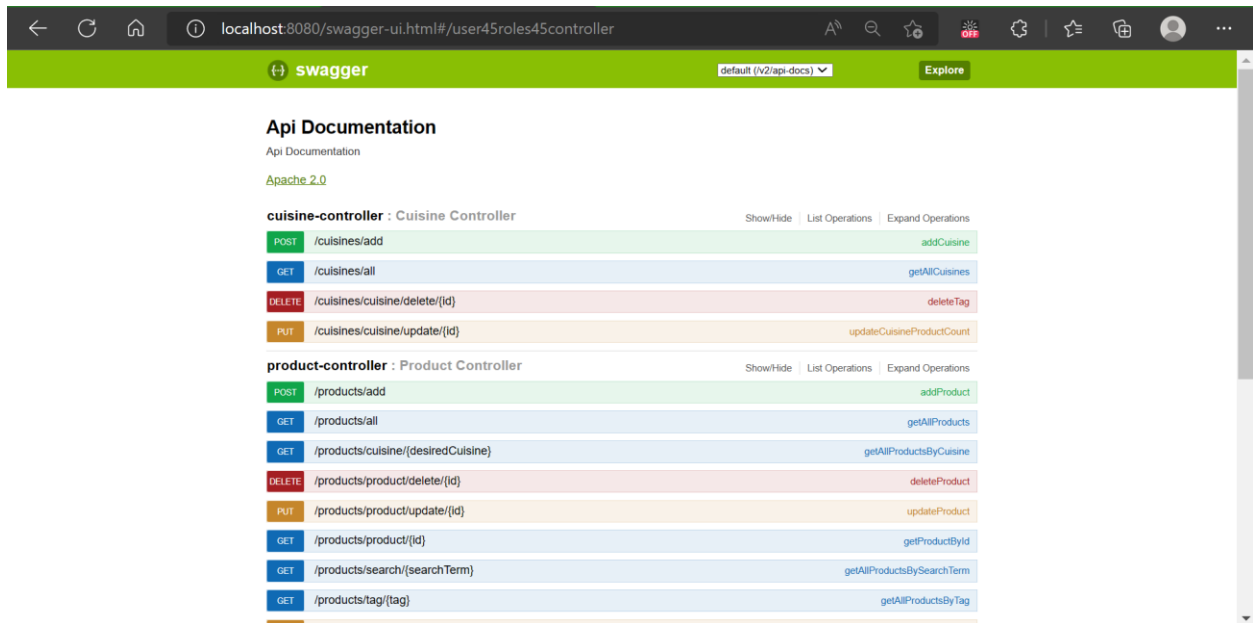 localhost:8080/swagger-ui.html#/user45roles45controller
OFF
swagger default (/v2/api-docs) Explore
Api Documentation
Api Documentation
Apache 2.0
cuisine-controller : Cuisine Controller Show/Hide List Operations Expand Operations
POST /cuisines/add addCuisine
GET /cuisines/all getAllCuisines
DELETE /cuisines/cuisine/delete/{id} deleteTag
PUT /cuisines/cuisine/update/{id} updateCuisineProductCount
product-controller : Product Controller Show/Hide List Operations Expand Operations
POST /products/add addProduct
GET /products/all getAllProducts
GET /products/cuisine/{desiredCuisine} getAllProductsByCuisine
DELETE /products/product/delete/{id} deleteProduct
PUT /products/product/update/{id} updateProduct
GET /products/product/{id} getProductById
GET /products/search/{searchTerm} getAllProductsBySearchTerm
GET /products/tag/{tag} getAllProductsByTag